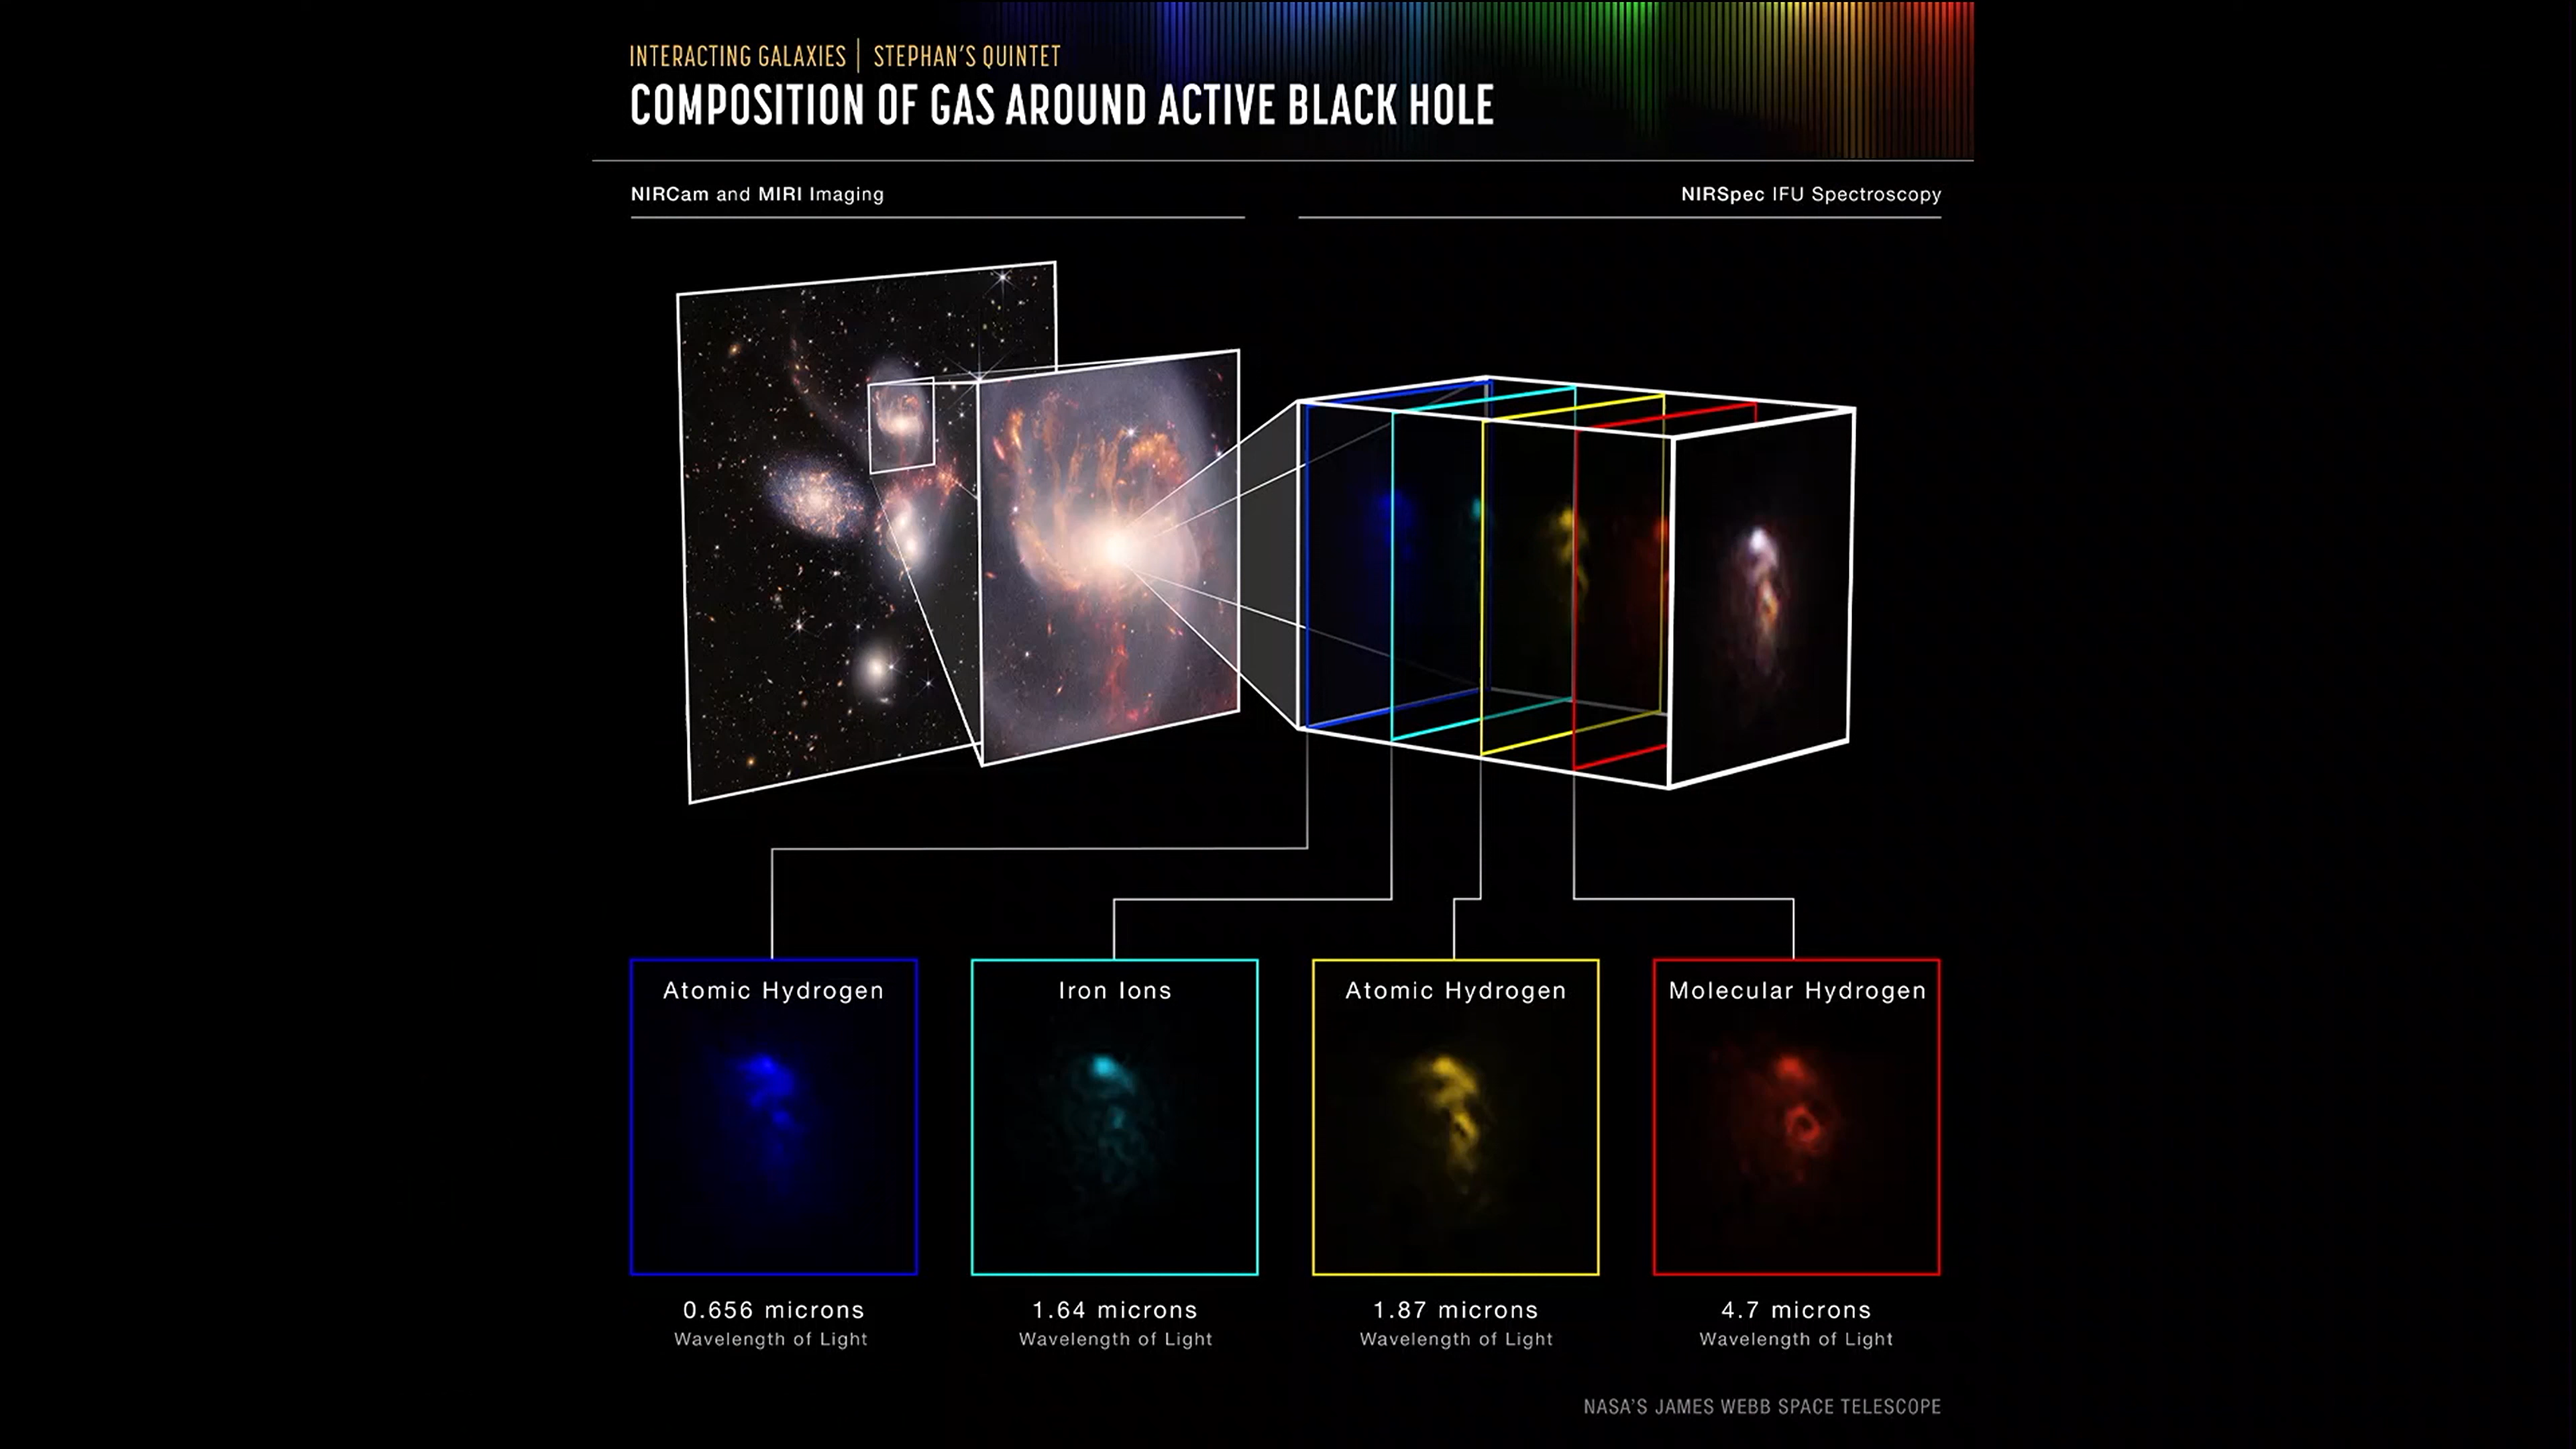 INTERACTING GALAXIES | STEPHAN'S QUINTET
COMPOSITION OF GAS AROUND ACTIVE BLACK HOLE
NIRCam and MIRI Imaging
NIRSpec IFU Spectroscopy
Atomic Hydrogen
Iron Ions
Atomic Hydrogen
Molecular Hydrogen
0.656 microns
Wavelength of Light
1.64 microns
Wavelength of Light
1.87 microns
Wavelength of Light
4.7 microns
Wavelength of Light
NASA'S JAMES WEBB SPACE TELESCOPE